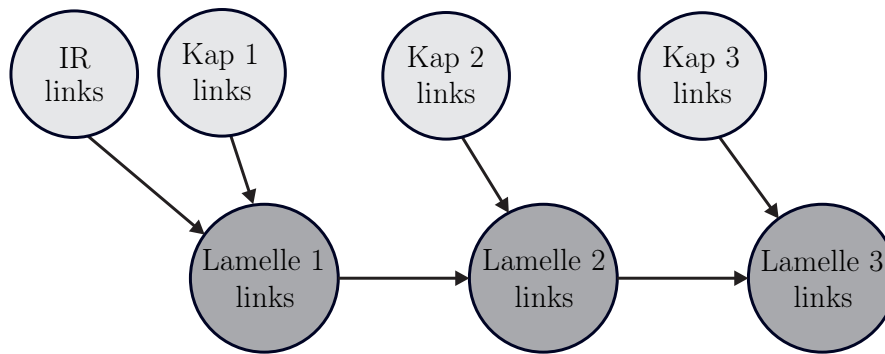 IR
links
Kap 1
links
Kap 2
links
Kap 3
links
Lamelle 1
links
Lamelle 2
links
Lamelle 3
links